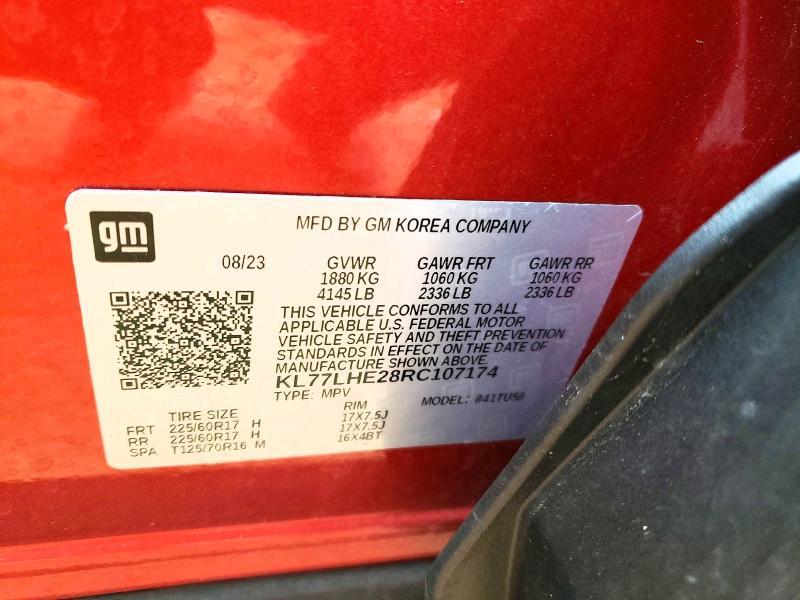 gm
MFD BY GM KOREA COMPANY
08/23 GVWR GAWR FRT GAWR RR
1880 KG 1060 KG 1060 KG
4145 LB 2336 LB 2336 LB
THIS VEHICLE CONFORMS TO ALL
APPLICABLE U.S. FEDERAL MOTOR
VEHICLE SAFETY AND THEFT PREVENTION
STANDARDS IN EFFECT ON THE DATE OF
MANUFACTURE SHOWN ABOVE.
KL77LHE28RC107174
TYPE: MPV MODEL: 841TU58
TIRE SIZE RIM
FRT 225/60R17 H 17X7.5J
RR 225/60R17 H 17X7.5J
SPA T125/70R16 M 16X4BT